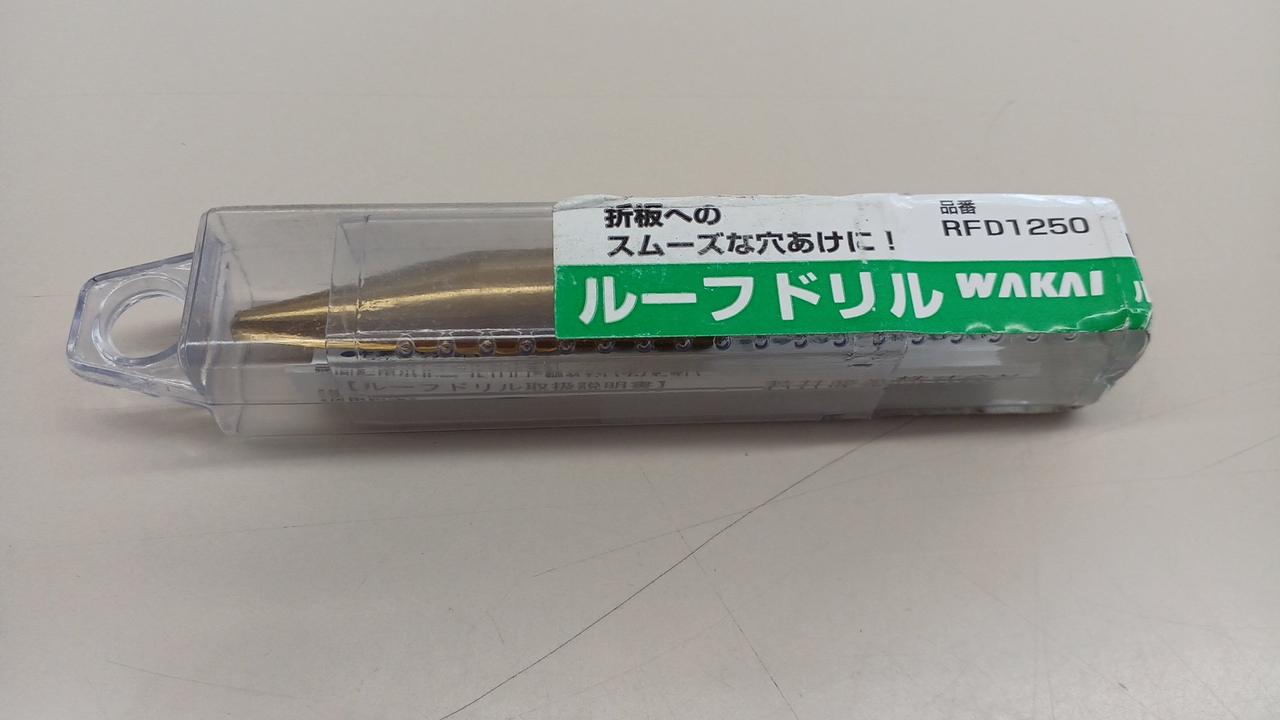 折板への
スムーズな穴あけに！
品番
RFD1250
ルーフドリル WAKAI
ル
【ルーフドリル取扱説明書】